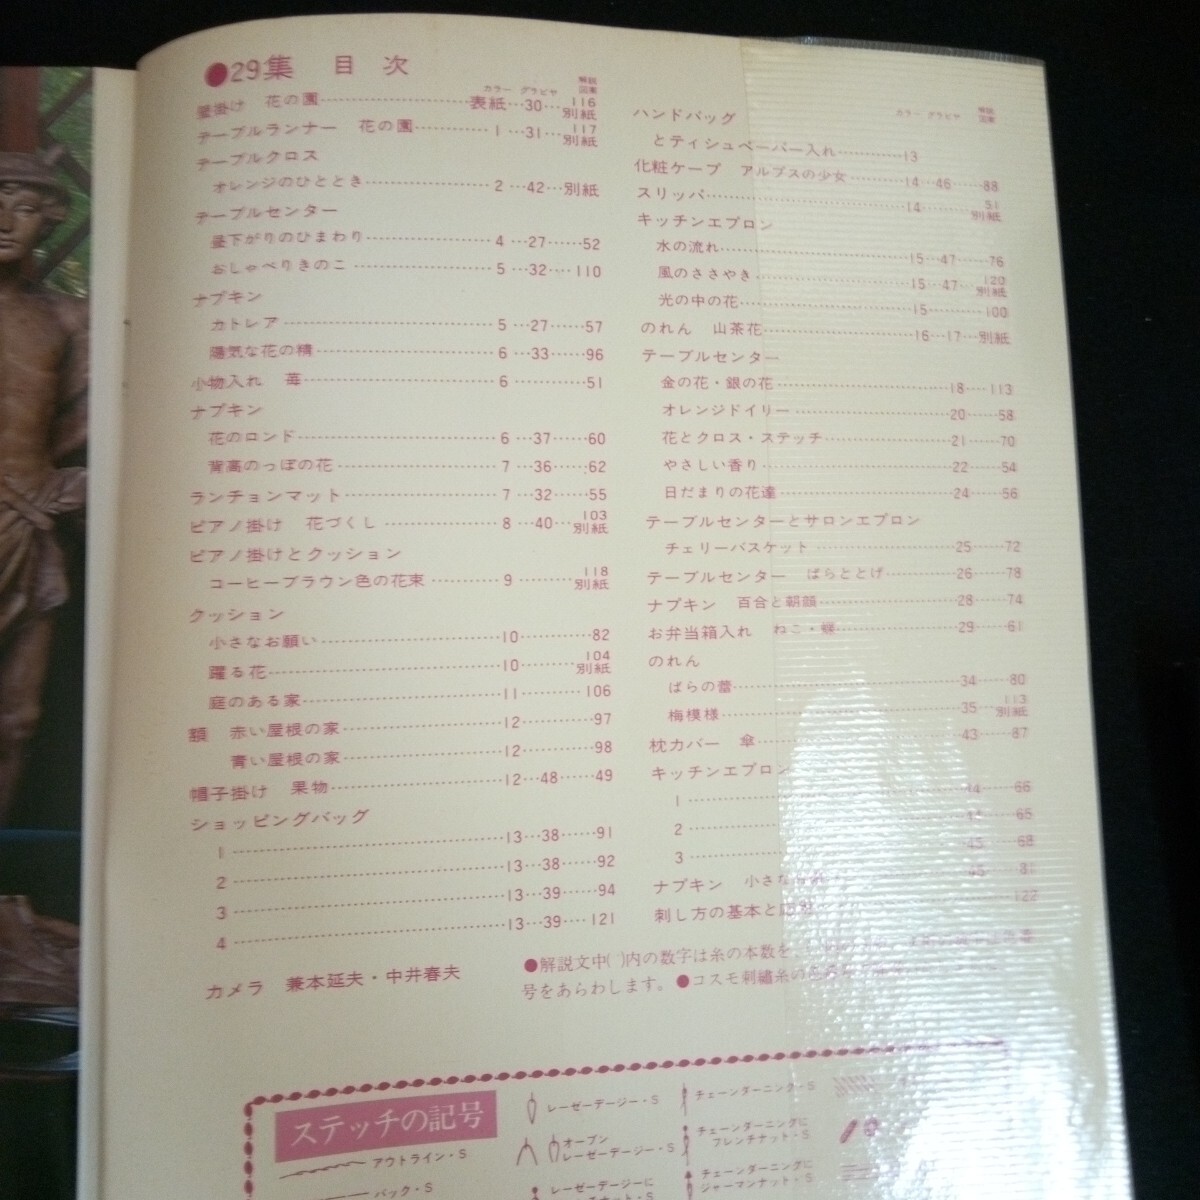 ●29集 目次
カラー グラビヤ 解説図案
壁掛け 花の園……表紙…30…116 別紙
テーブルランナー 花の園……1…31…117 別紙
テーブルクロス
オレンジのひととき……2…42…別紙
テーブルセンター
昼下がりのひまわり……4…27……52
おしゃべりきのこ……5…32…110
ナプキン
カトレア……5…27……57
陽気な花の精……6…33……96
小物入れ 苺……6……51
ナプキン
花のロンド……6…37……60
背高のっぽの花……7…36……62
ランチョンマット……7…32……55
ピアノ掛け 花づくし……8…40…103 別紙
ピアノ掛けとクッション
コーヒーブラウン色の花束……9……118 別紙
クッション
小さなお願い……10……82
躍る花……10……104 別紙
庭のある家……11……106
額 赤い屋根の家……12……97
青い屋根の家……12……98
帽子掛け 果物……12…48……49
ショッピングバッグ
1……13…38……91
2……13…38……92
3……13…39……94
4……13…39…121
カメラ 兼本延夫・中井春夫
カラー グラビヤ 解説図案
ハンドバッグ
とティシュペーパー入れ……13
化粧ケープ アルプスの少女……14…46……88
スリッパ……14……51 別紙
キッチンエプロン
水の流れ……15…47……76
風のささやき……15…47…120 別紙
光の中の花……15……100
のれん 山茶花……16…17…別紙
テーブルセンター
金の花・銀の花……18…113
オレンジドイリー……20……58
花とクロス・ステッチ……21……70
やさしい香り……22……54
日だまりの花達……24……56
テーブルセンターとサロンエプロン
チェリーバスケット……25……72
テーブルセンター ばらととげ……26……78
ナプキン 百合と朝顔……28……74
お弁当箱入れ ねこ・蝶……29……61
のれん
ばらの蕾……34……80
梅模様……35……113 別紙
枕カバー 傘……43……87
キッチンエプロン
1……44……66
2……44……65
3……45……68
ナプキン 小さな……45……81
刺し方の基本と……122
●解説文中( )内の数字は糸の本数を、
号をあらわします。●コスモ刺繡糸の
ステッチの記号
アウトライン・S
バック・S
レーゼーデージー・S
オープン
レーゼーデージー・S
レーゼーデージーに
チェーンダーニング・S
チェーンダーニングに
フレンチナット・S
チェーンダーニングに
ジャーマンナット・S